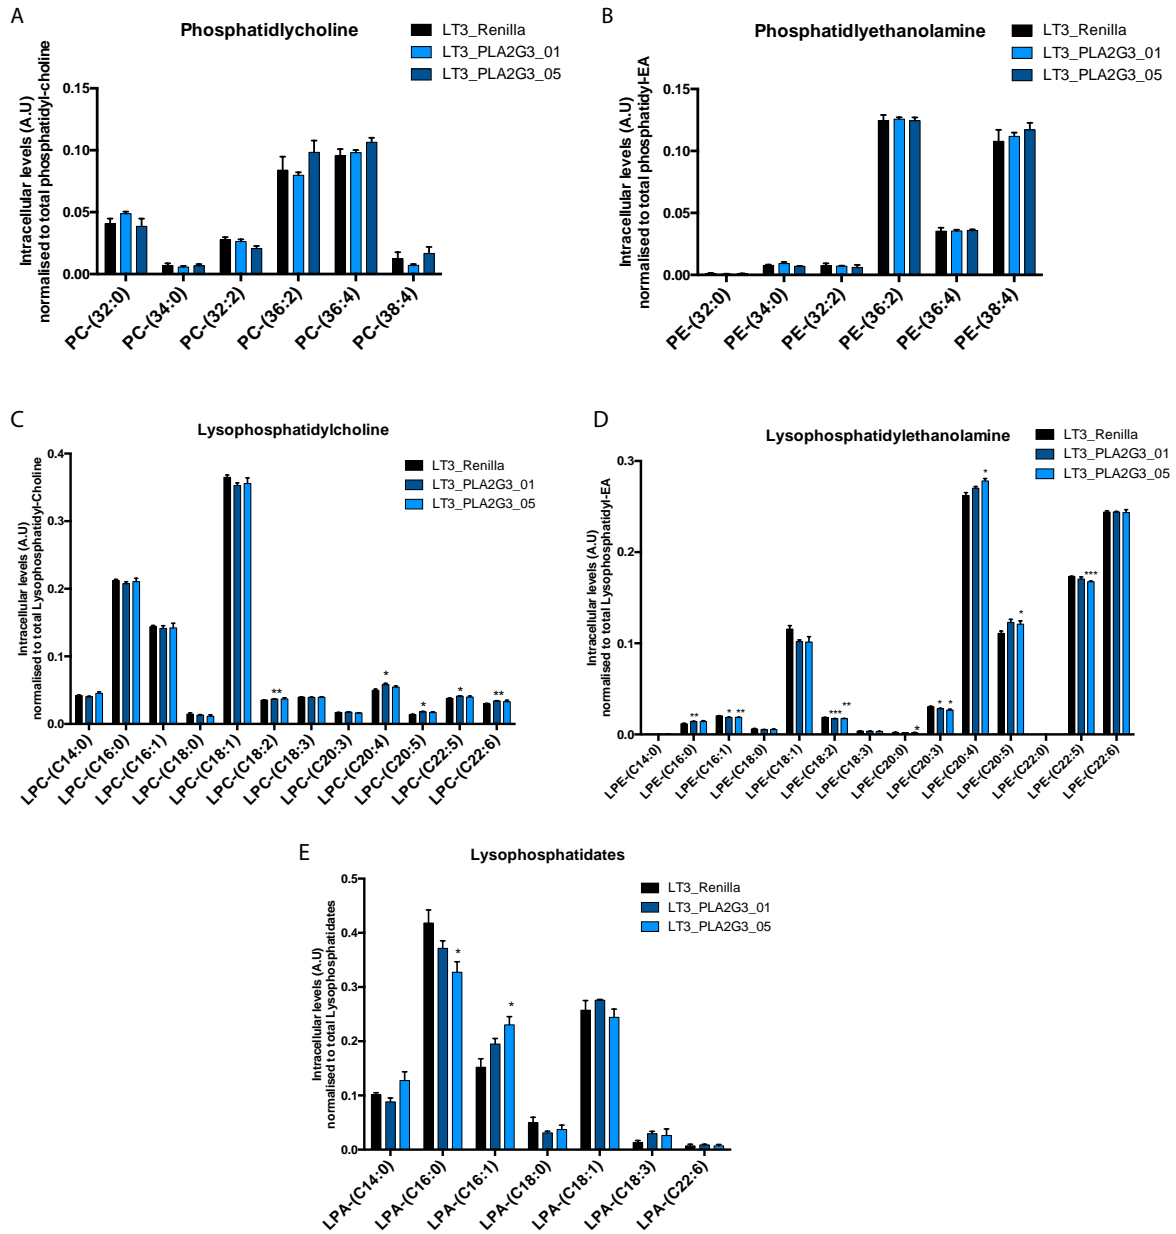 A
Phosphatidlycholine
LT3_Renilla
LT3_PLA2G3_01
LT3_PLA2G3_05
Intracellular levels (A.U)
normalised to total phosphatidyl-choline
0.15
0.10
0.05
0.00
PC-(32:0)
PC-(34:0)
PC-(32:2)
PC-(36:2)
PC-(36:4)
PC-(38:4)
B
Phosphatidlyethanolamine
LT3_Renilla
LT3_PLA2G3_01
LT3_PLA2G3_05
Intracellular levels (A.U)
normalised to total phosphatidyl-EA
0.15
0.10
0.05
0.00
PE-(32:0)
PE-(34:0)
PE-(32:2)
PE-(36:2)
PE-(36:4)
PE-(38:4)
C
Lysophosphatidylcholine
LT3_Renilla
LT3_PLA2G3_01
LT3_PLA2G3_05
Intracellular levels (A.U)
normalised to total Lysophosphatidyl-Choline
0.4
0.3
0.2
0.1
0.0
** * * * **
LPC-(C14:0)
LPC-(C16:0)
LPC-(C16:1)
LPC-(C18:0)
LPC-(C18:1)
LPC-(C18:2)
LPC-(C18:3)
LPC-(C20:3)
LPC-(C20:4)
LPC-(C20:5)
LPC-(C22:5)
LPC-(C22:6)
D
Lysophosphatidylethanolamine
LT3_Renilla
LT3_PLA2G3_01
LT3_PLA2G3_05
Intracellular levels (A.U)
normalised to total Lysophosphatidyl-EA
0.3
0.2
0.1
0.0
** * ** *** ** * * * * * ***
LPE-(C14:0)
LPE-(C16:0)
LPE-(C16:1)
LPE-(C18:0)
LPE-(C18:1)
LPE-(C18:2)
LPE-(C18:3)
LPE-(C20:0)
LPE-(C20:3)
LPE-(C20:4)
LPE-(C20:5)
LPE-(C22:0)
LPE-(C22:5)
LPE-(C22:6)
E
Lysophosphatidates
LT3_Renilla
LT3_PLA2G3_01
LT3_PLA2G3_05
Intracellular levels (A.U)
normalised to total Lysophosphatidates
0.5
0.4
0.3
0.2
0.1
0.0
* *
LPA-(C14:0)
LPA-(C16:0)
LPA-(C16:1)
LPA-(C18:0)
LPA-(C18:1)
LPA-(C18:3)
LPA-(C22:6)